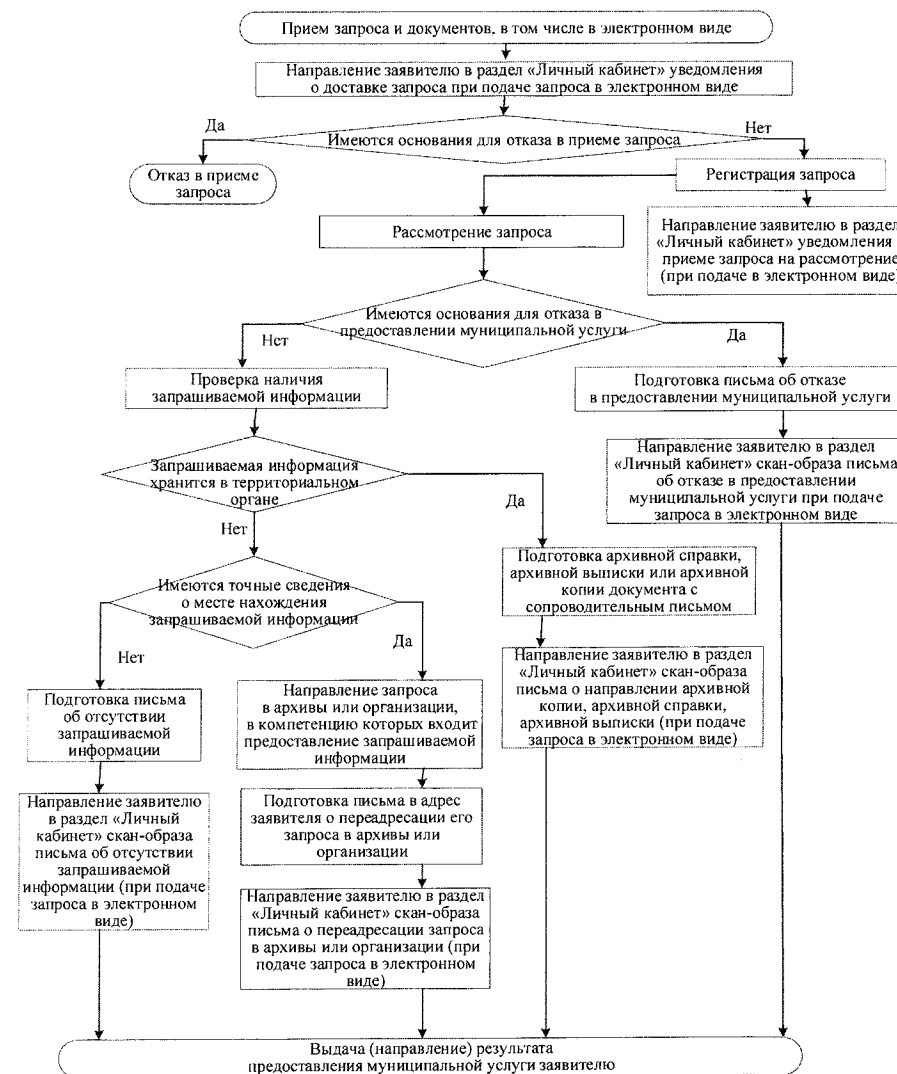 Прием запроса и документов, в том числе в электронном виде
Направление заявителю в раздел «Личный кабинет» уведомления
о доставке запроса при подаче запроса в электронном виде
Да
Нет
Имеются основания для отказа в приеме запроса
Отказ в приеме
запроса
Регистрация запроса
Рассмотрение запроса
Направление заявителю в раздел
«Личный кабинет» уведомления
приеме запроса на рассмотрение
(при подаче в электронном виде)
Имеются основания для отказа в
предоставлении муниципальной услуги
Нет
Да
Проверка наличия
запрашиваемой информации
Подготовка письма об отказе
в предоставлении муниципальной услуги
Запрашиваемая информация
хранится в территориальном
органе
Направление заявителю в раздел
«Личный кабинет» скан-образа письма
об отказе в предоставлении
муниципальной услуги при подаче
запроса в электронном виде
Да
Нет
Подготовка архивной справки,
архивной выписки или архивной
копии документа с
сопроводительным письмом
Имеются точные сведения
о месте нахождения
запрашиваемой информации
Нет
Да
Направление заявителю в раздел
«Личный кабинет» скан-образа
письма о направлении архивной
копии, архивной справки,
архивной выписки (при подаче
запроса в электронном виде)
Подготовка письма
об отсутствии
запрашиваемой
информации
Направление запроса
в архивы или организации,
в компетенцию которых входит
предоставление запрашиваемой
информации
Направление заявителю
в раздел «Личный
кабинет» скан-образа
письма об отсутствии
запрашиваемой
информации (при подаче
запроса в электронном
виде)
Подготовка письма в адрес
заявителя о переадресации его
запроса в архивы или
организации
Направление заявителю в раздел
«Личный кабинет» скан-образа
письма о переадресации запроса
в архивы или организации (при
подаче запроса в электронном
виде)
Выдача (направление) результата
предоставления муниципальной услуги заявителю